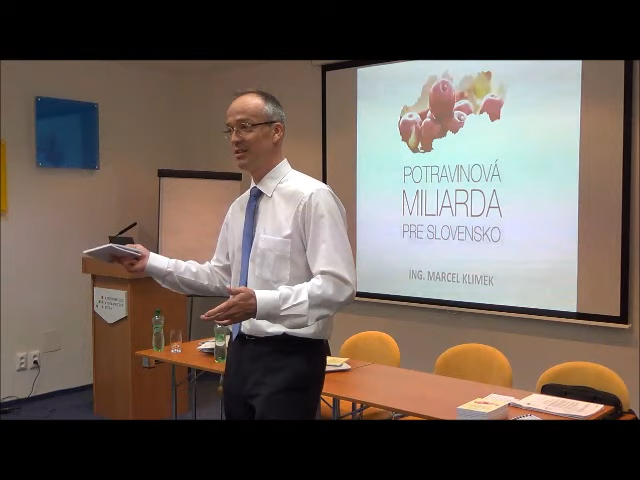 POTRAVINOVÁ
MILIARDA
PRE SLOVENSKO
ING. MARCEL KLIMEK